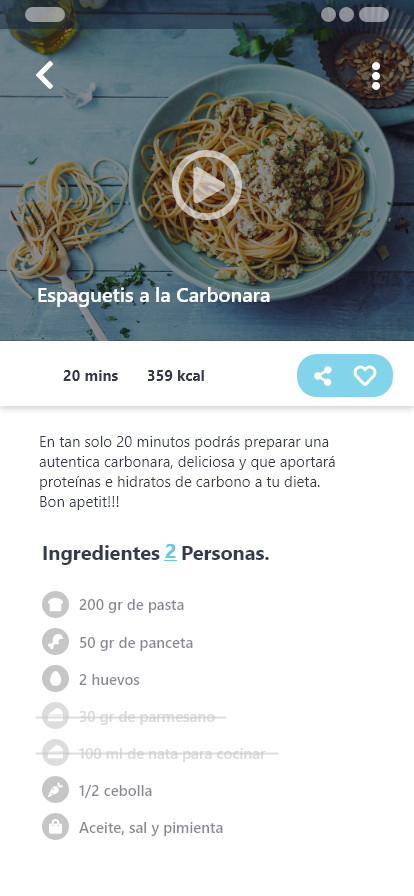 Espaguetis a la Carbonara
20 mins 359 kcal
En tan solo 20 minutos podrás preparar una
autentica carbonara, deliciosa y que aportará
proteínas e hidratos de carbono a tu dieta.
Bon apetit!!!
Ingredientes 2 Personas.
200 gr de pasta
50 gr de panceta
2 huevos
30 gr de parmesano
100 ml de nata para cocinar
1/2 cebolla
Aceite, sal y pimienta